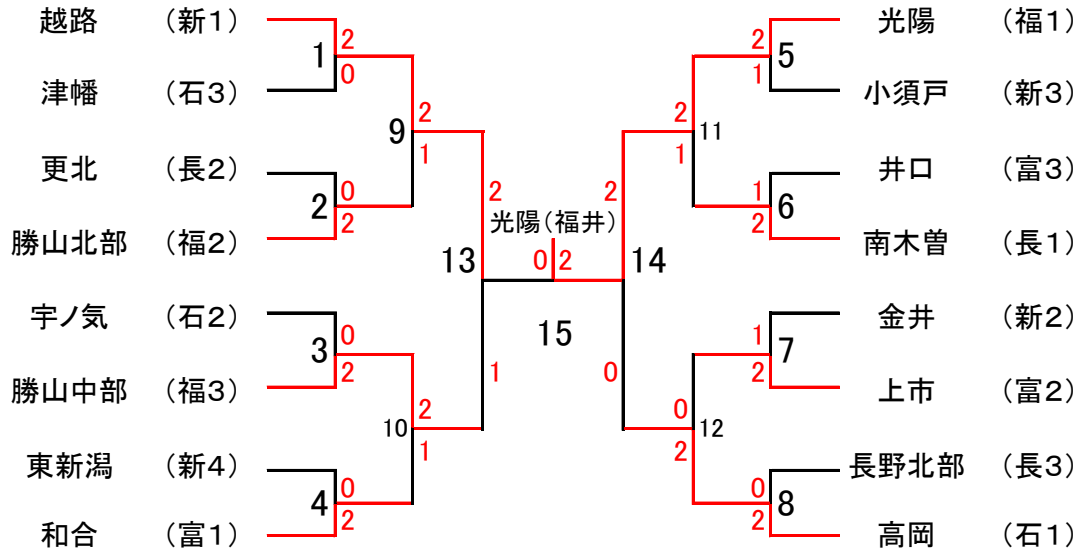 越路 （新1）
津幡 （石3）
更北 （長2）
勝山北部 （福2）
宇ノ気 （石2）
勝山中部 （福3）
東新潟 （新4）
和合 （富1）
1 2 0
2 0 2
3 0 2
4 0 2
9 2 1
10 2 1
13 2 1
光陽（福井）
0 2
15
14 2 0
11 2 1
12 0 2
5 2 1
6 1 2
7 1 2
8 0 2
光陽 （福1）
小須戸 （新3）
井口 （富3）
南木曽 （長1）
金井 （新2）
上市 （富2）
長野北部 （長3）
高岡 （石1）